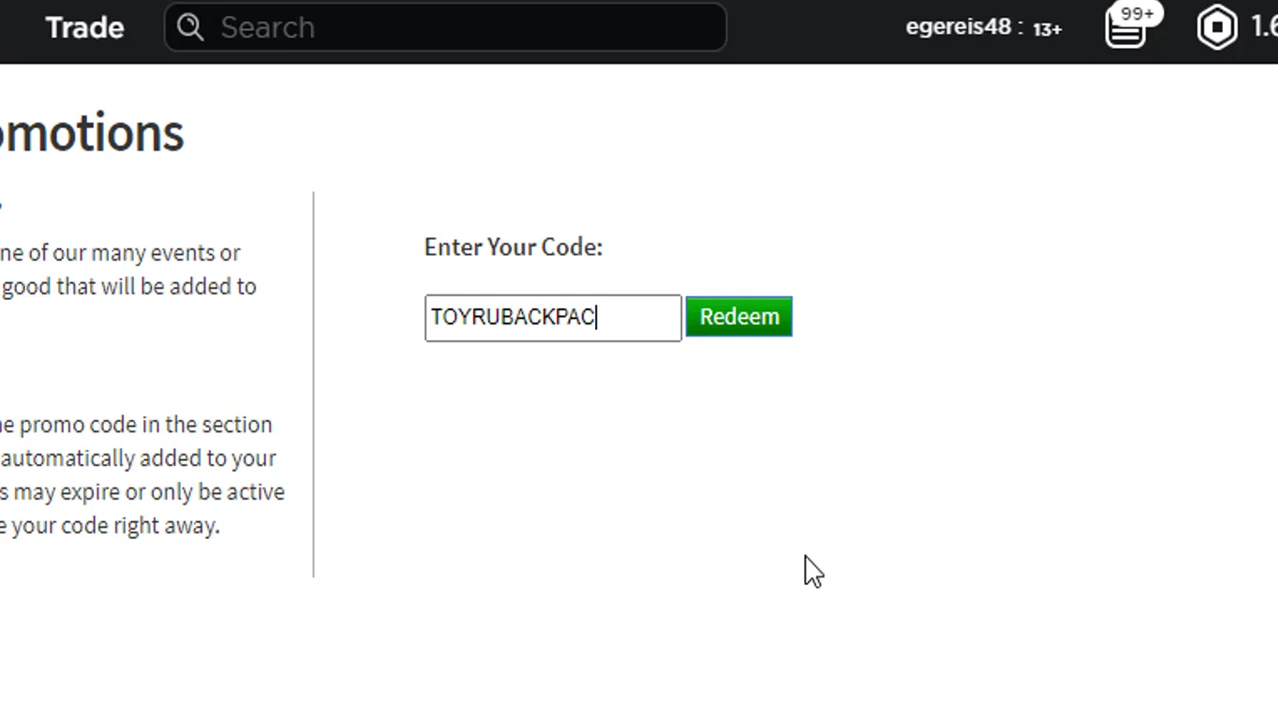 Trade
Search
egereis48 : 13+
99+
1.6
omotions
ne of our many events or
good that will be added to
e promo code in the section
automatically added to your
s may expire or only be active
e your code right away.
Enter Your Code:
TOYRUBACKPAC
Redeem